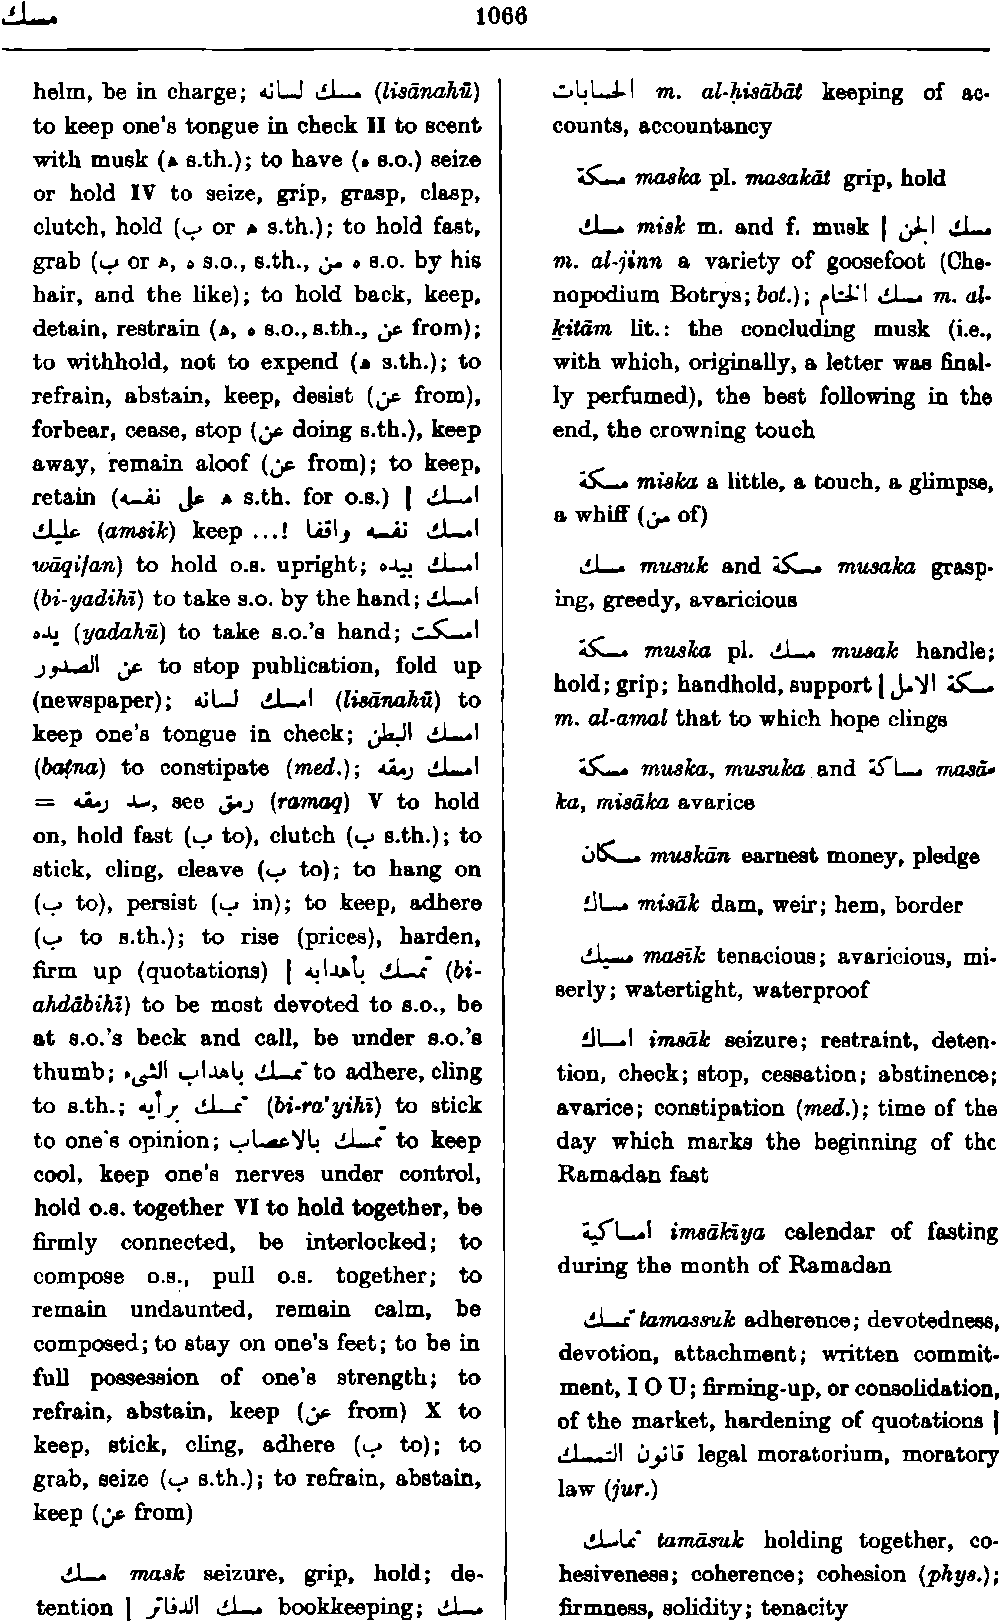 مسك
1066
helm, be in charge; مسك لسانه (lisānahū)
to keep one's tongue in check II to scent
with musk (ه s.th.); to have (ه s.o.) seize
or hold IV to seize, grip, grasp, clasp,
clutch, hold (ب or ه s.th.); to hold fast,
grab (ب or ه, ه s.o., s.th., من ه s.o. by his
hair, and the like); to hold back, keep,
detain, restrain (ه, ه s.o., s.th., عن from);
to withhold, not to expend (ه s.th.); to
refrain, abstain, keep, desist (عن from),
forbear, cease, stop (عن doing s.th.), keep
away, remain aloof (عن from); to keep,
retain (على نفسه ه s.th. for o.s.) | امسك
عليك (amsik) keep ...! امسك نفسه واقفا
wāqifan) to hold o.s. upright; امسك بيده
(bi-yadihī) to take s.o. by the hand; امسك
يده (yadahū) to take s.o.'s hand; امسكت
عن الصدور to stop publication, fold up
(newspaper); امسك لسانه (lisānahū) to
keep one's tongue in check; امسك البطن
(baṭna) to constipate (med.); امسك رمقه
= سد رمقه, see رمق (ramaq) V to hold
on, hold fast (ب to), clutch (ب s.th.); to
stick, cling, cleave (ب to); to hang on
(ب to), persist (ب in); to keep, adhere
(ب to s.th.); to rise (prices), harden,
firm up (quotations) | تمسك بأهدابه (bi-
ahdābihī) to be most devoted to s.o., be
at s.o.'s beck and call, be under s.o.'s
thumb; تمسك باهداب الشىء to adhere, cling
to s.th.; تمسك برأيه (bi-ra'yihī) to stick
to one's opinion; تمسك بالاعصاب to keep
cool, keep one's nerves under control,
hold o.s. together VI to hold together, be
firmly connected, be interlocked; to
compose o.s., pull o.s. together; to
remain undaunted, remain calm, be
composed; to stay on one's feet; to be in
full possession of one's strength; to
refrain, abstain, keep (عن from) X to
keep, stick, cling, adhere (ب to); to
grab, seize (ب s.th.); to refrain, abstain,
keep (عن from)
مسك mask seizure, grip, hold; de-
tention | مسك الدفاتر bookkeeping; مسك
الحسابات m. al-ḥisābāt keeping of ac-
counts, accountancy
مسكة maska pl. masakāt grip, hold
مسك misk m. and f. musk | مسك الجن
m. al-jinn a variety of goosefoot (Che-
nopodium Botrys; bot.); مسك الختام m. al-
ḵitām lit.: the concluding musk (i.e.,
with which, originally, a letter was final-
ly perfumed), the best following in the
end, the crowning touch
مسكة miska a little, a touch, a glimpse,
a whiff (من of)
مسك musuk and مسكة musaka grasp-
ing, greedy, avaricious
مسكة muska pl. مسك musak handle;
hold; grip; handhold, support | مسكة الامل
m. al-amal that to which hope clings
مسكة muska, musuka and مساكة masā-
ka, misāka avarice
مسكان muskān earnest money, pledge
مساك misāk dam, weir; hem, border
مسيك masīk tenacious; avaricious, mi-
serly; watertight, waterproof
امساك imsāk seizure; restraint, deten-
tion, check; stop, cessation; abstinence;
avarice; constipation (med.); time of the
day which marks the beginning of the
Ramadan fast
امساكية imsākīya calendar of fasting
during the month of Ramadan
تمسك tamassuk adherence; devotedness,
devotion, attachment; written commit-
ment, I O U; firming-up, or consolidation,
of the market, hardening of quotations |
قانون التمسك legal moratorium, moratory
law (jur.)
تماسك tamāsuk holding together, co-
hesiveness; coherence; cohesion (phys.);
firmness, solidity; tenacity